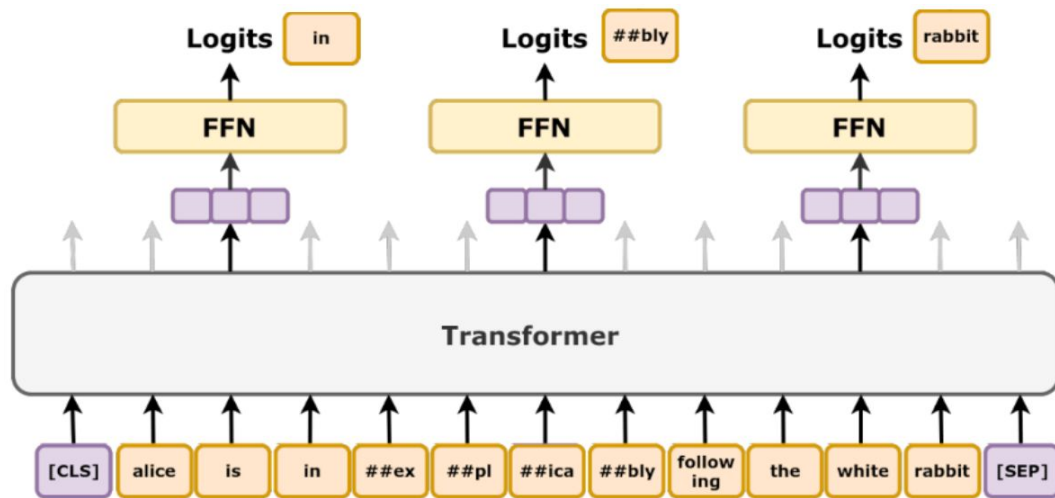 Logits in Logits ##bly Logits rabbit
FFN FFN FFN
Transformer
[CLS] alice is in ##ex ##pl ##ica ##bly follow the white rabbit [SEP]
ing